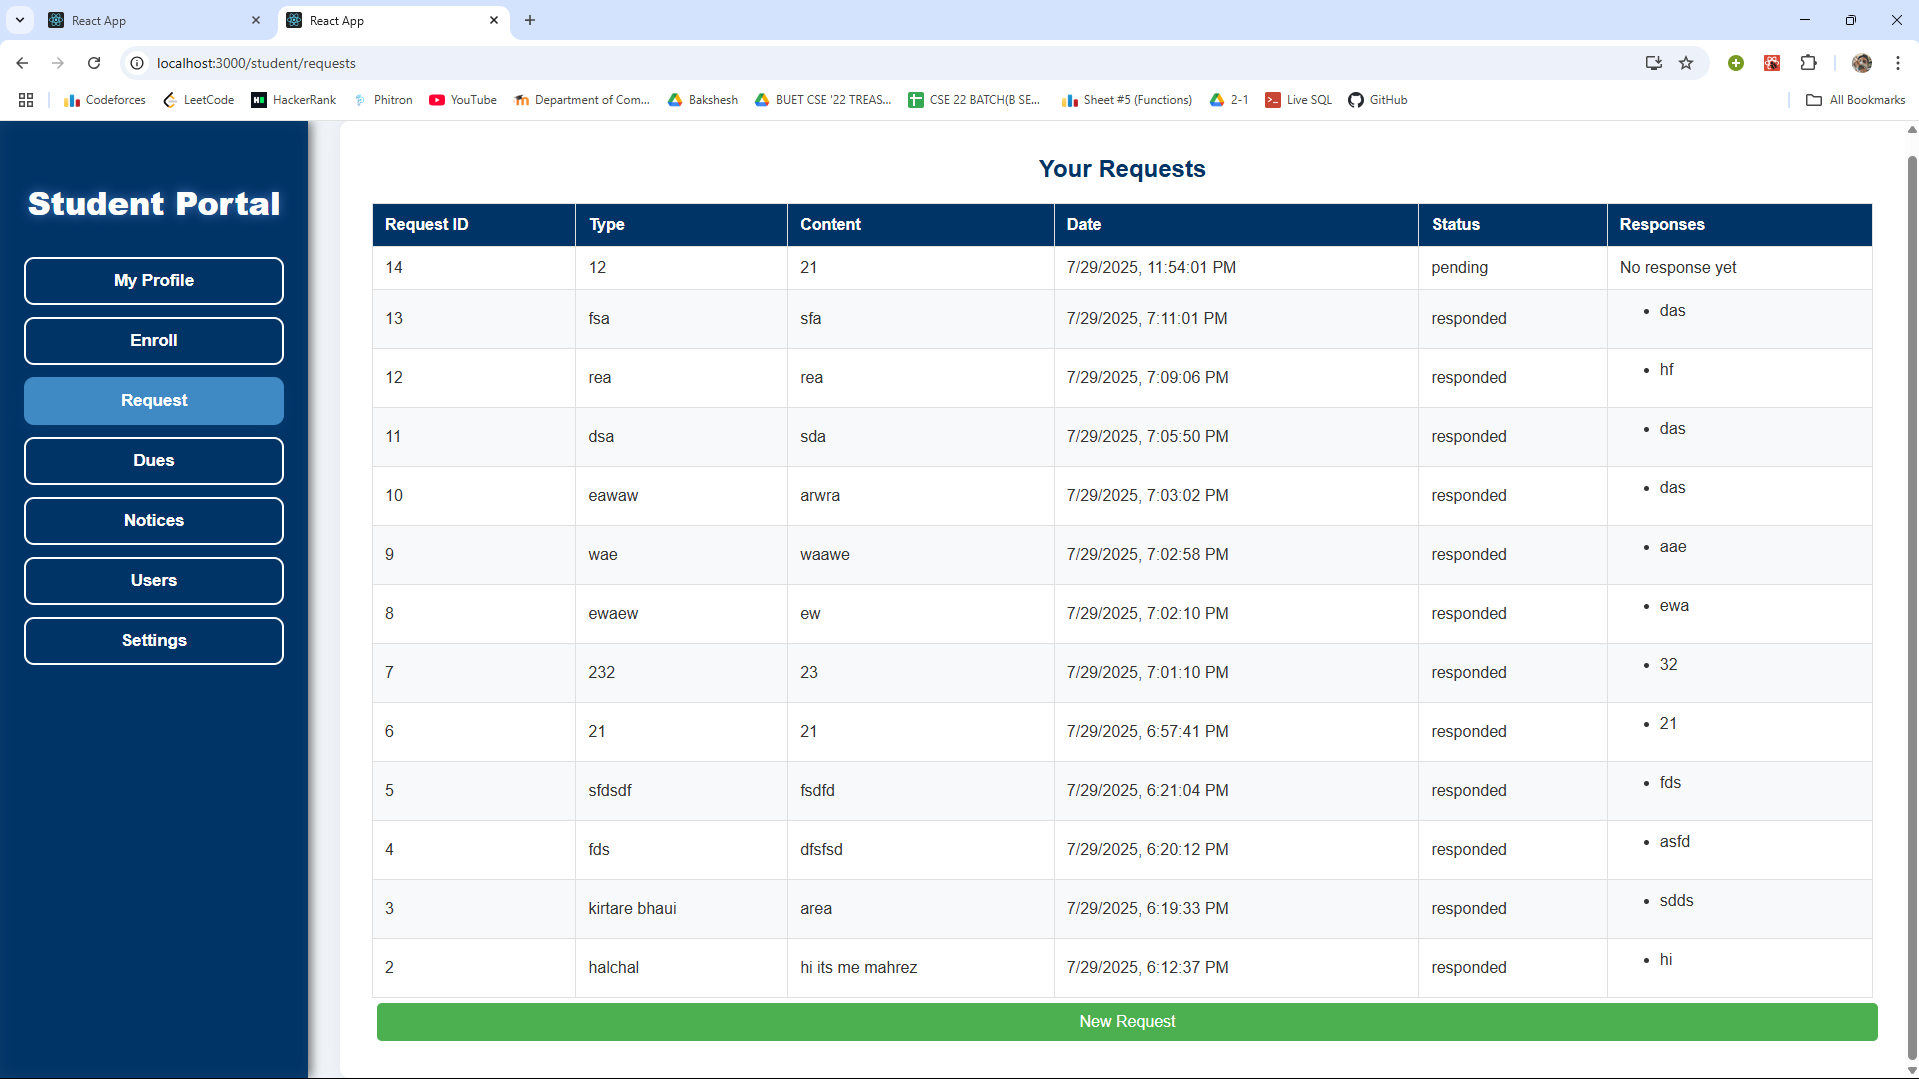 React App
React App
localhost:3000/student/requests
Codeforces LeetCode HackerRank Phitron YouTube Department of Com... Bakshesh BUET CSE '22 TREAS... CSE 22 BATCH(B SE... Sheet #5 (Functions) 2-1 Live SQL GitHub All Bookmarks
Student Portal
My Profile
Enroll
Request
Dues
Notices
Users
Settings
Your Requests
Request ID Type Content Date Status Responses
14 12 21 7/29/2025, 11:54:01 PM pending No response yet
13 fsa sfa 7/29/2025, 7:11:01 PM responded • das
12 rea rea 7/29/2025, 7:09:06 PM responded • hf
11 dsa sda 7/29/2025, 7:05:50 PM responded • das
10 eawaw arwra 7/29/2025, 7:03:02 PM responded • das
9 wae waawe 7/29/2025, 7:02:58 PM responded • aae
8 ewaew ew 7/29/2025, 7:02:10 PM responded • ewa
7 232 23 7/29/2025, 7:01:10 PM responded • 32
6 21 21 7/29/2025, 6:57:41 PM responded • 21
5 sfdsdf fsdfd 7/29/2025, 6:21:04 PM responded • fds
4 fds dfsfsd 7/29/2025, 6:20:12 PM responded • asfd
3 kirtare bhaui area 7/29/2025, 6:19:33 PM responded • sdds
2 halchal hi its me mahrez 7/29/2025, 6:12:37 PM responded • hi
New Request